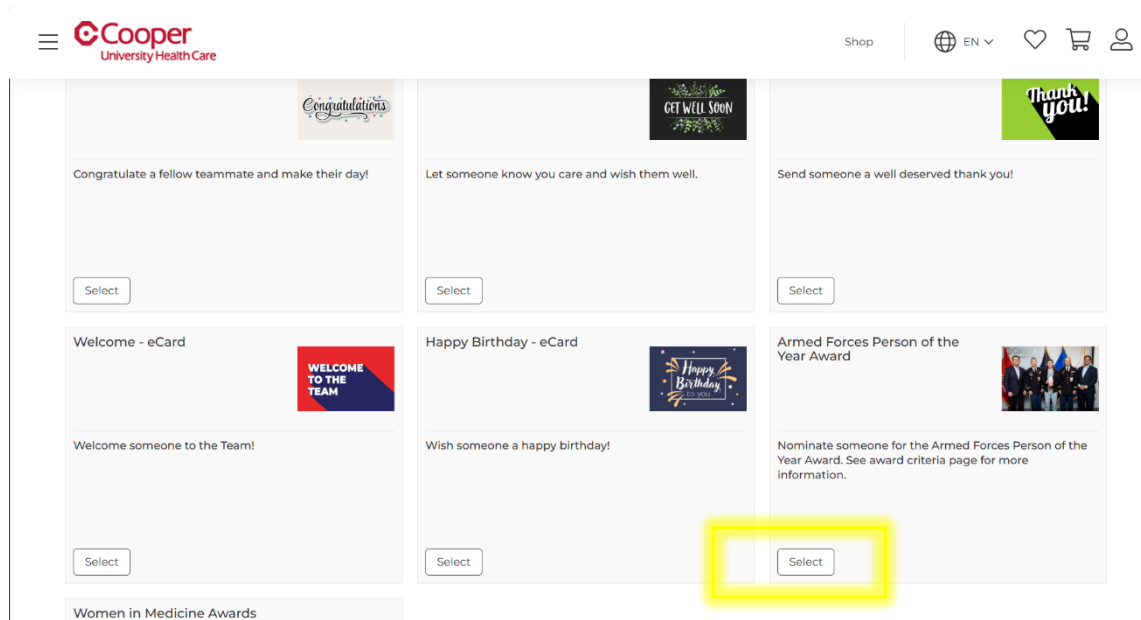 Cooper
University Health Care
Shop
EN
Congratulations
GET WELL SOON
Thank
you!
Congratulate a fellow teammate and make their day!
Let someone know you care and wish them well.
Send someone a well deserved thank you!
Select
Select
Select
Welcome - eCard
WELCOME
TO THE
TEAM
Happy Birthday - eCard
Happy
Birthday
to you
Armed Forces Person of the
Year Award
Welcome someone to the Team!
Wish someone a happy birthday!
Nominate someone for the Armed Forces Person of the
Year Award. See award criteria page for more
information.
Select
Select
Select
Women in Medicine Awards